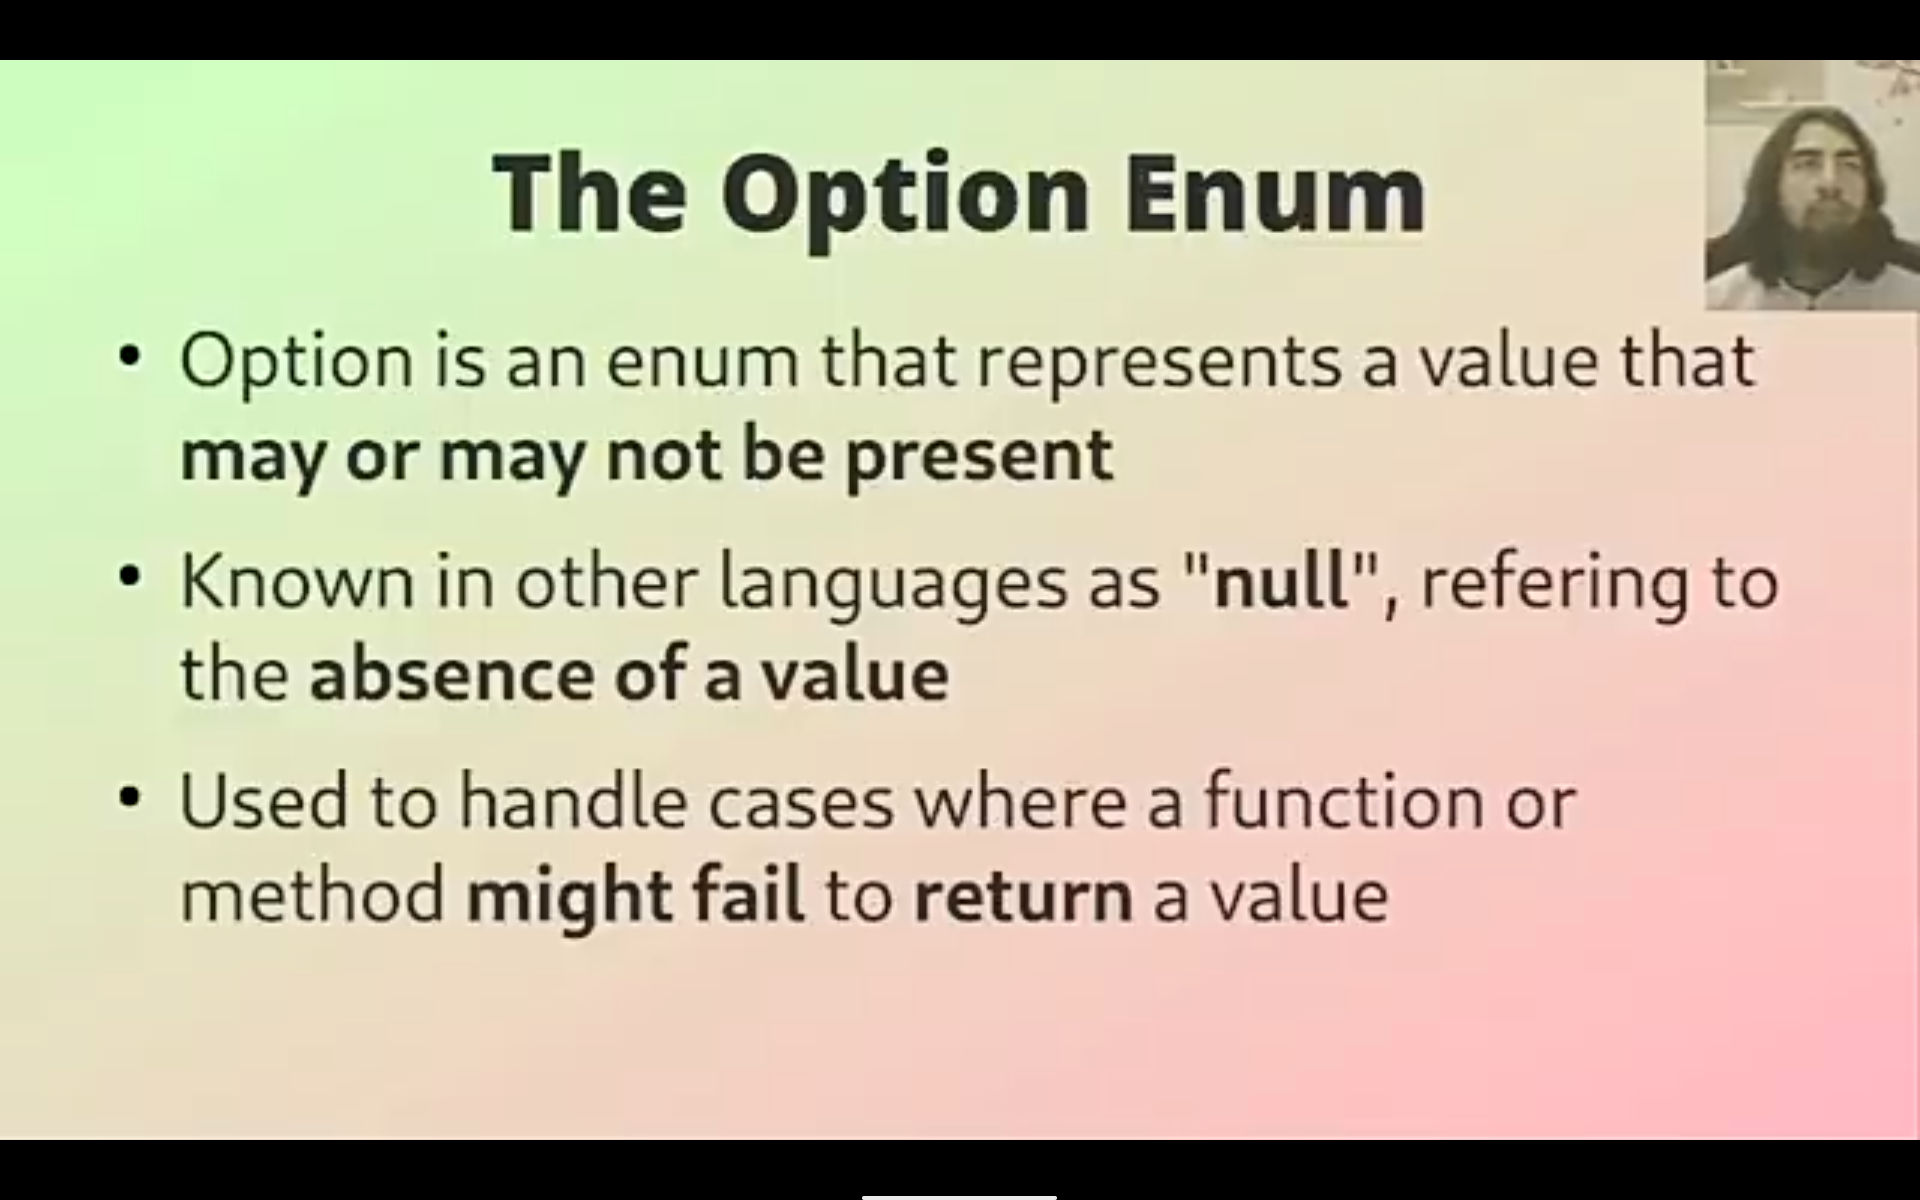 The Option Enum
• Option is an enum that represents a value that
may or may not be present
• Known in other languages as "null", refering to
the absence of a value
• Used to handle cases where a function or
method might fail to return a value